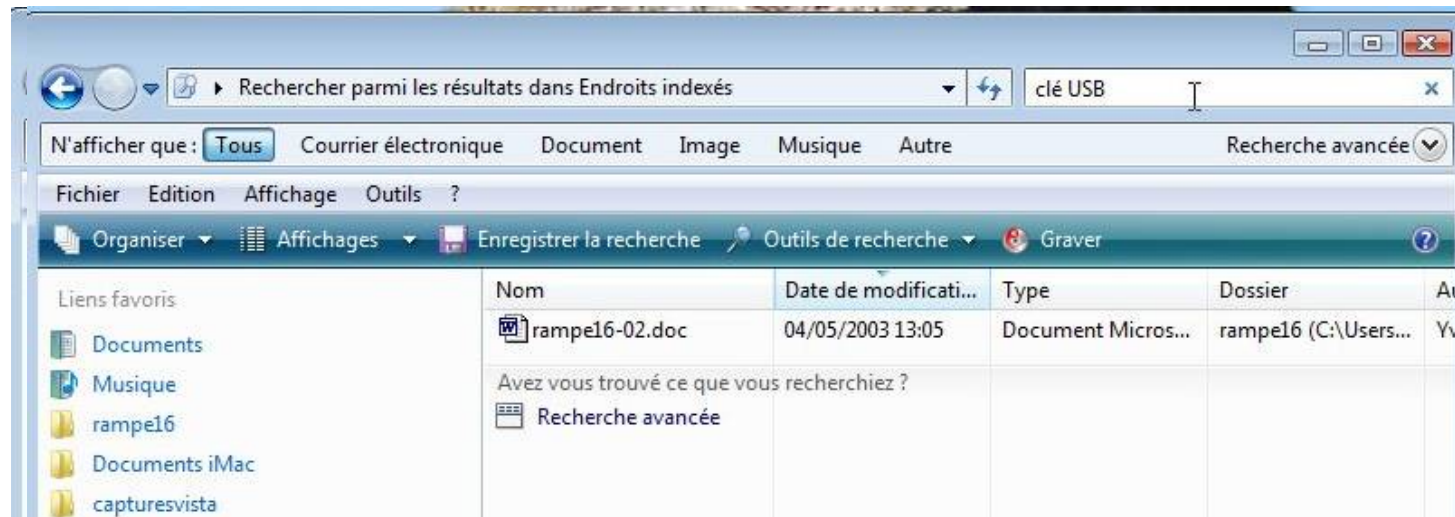 Rechercher parmi les résultats dans Endroits indexés clé USB
N'afficher que : Tous Courrier électronique Document Image Musique Autre Recherche avancée
Fichier Edition Affichage Outils ?
Organiser Affichages Enregistrer la recherche Outils de recherche Graver ?
Liens favoris
Documents
Musique
rampe16
Documents iMac
capturesvista
Nom Date de modificati... Type Dossier
rampe16-02.doc 04/05/2003 13:05 Document Micros... rampe16 (C:\Users...
Avez vous trouvé ce que vous recherchiez ?
Recherche avancée